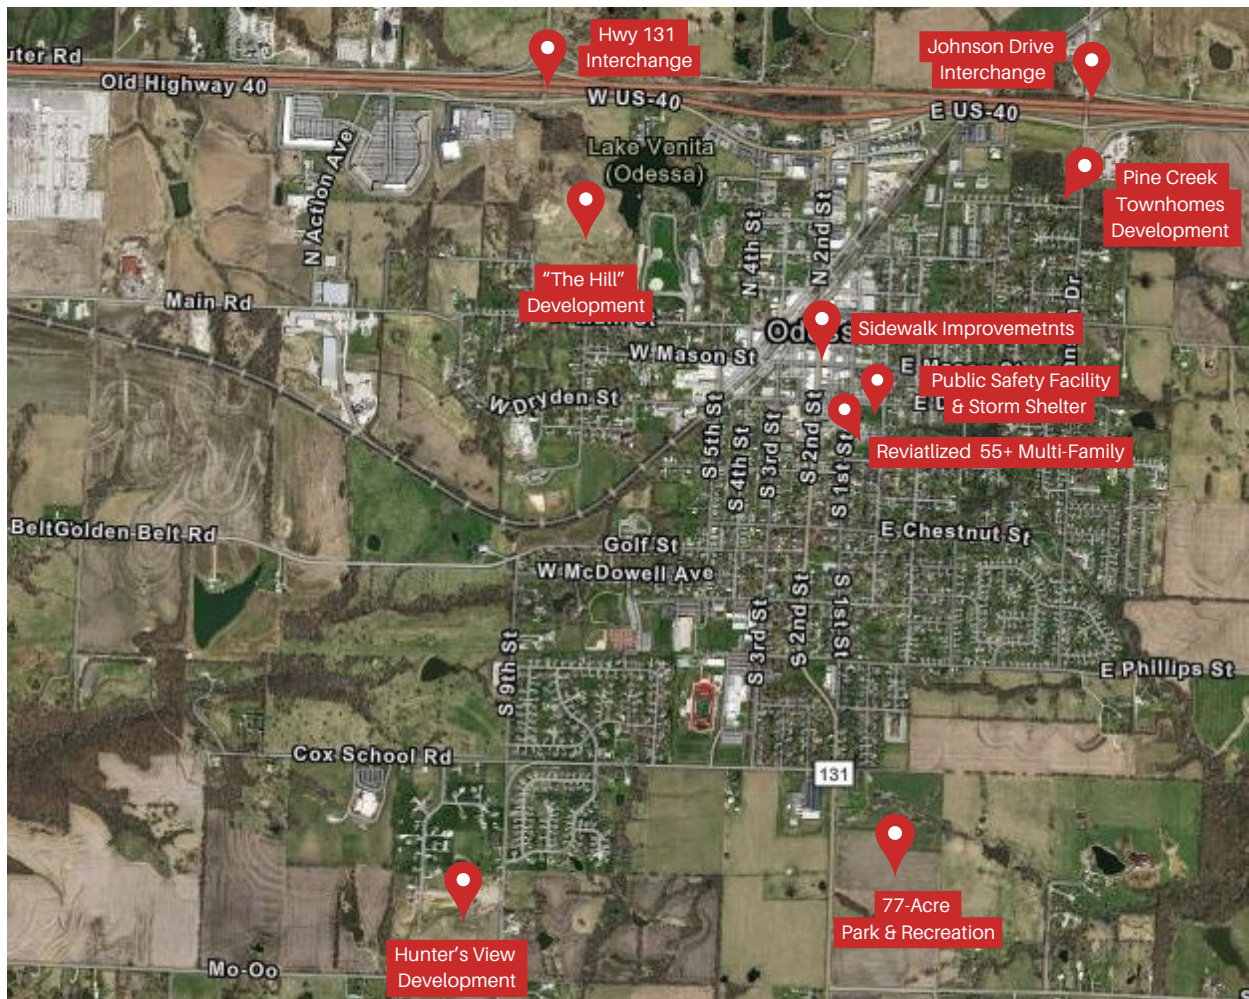 Hwy 131
Interchange
Johnson Drive
Interchange
uter Rd
Old Highway 40
W US-40
E US-40
Lake Venita
(Odessa)
N Action Ave
Pine Creek
Townhomes
Development
N 4th St
N 2nd St
"The Hill"
Development
Main Rd
Dr
Sidewalk Improvemetnts
W Mason St
Public Safety Facility
& Storm Shelter
W Dryden St
S 5th St
S 4th St
S 3rd St
S 2nd St
S 1st St
Reviatlized 55+ Multi-Family
Belt
Golden Belt Rd
Golf St
E Chestnut St
W McDowell Ave
S 9th St
S 3rd St
S 2nd St
S 1st St
E Phillips St
Cox School Rd
131
77-Acre
Park & Recreation
Hunter's View
Development
Mo-Oo